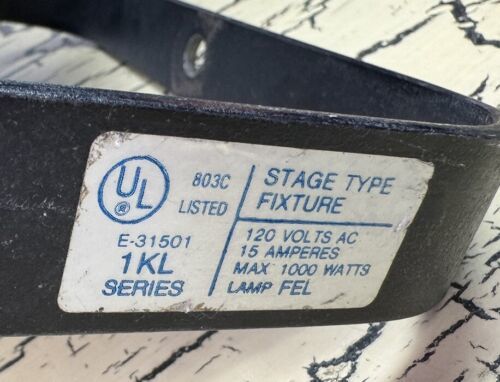 UL
®
803C
LISTED
E-31501
1KL
SERIES
STAGE TYPE
FIXTURE
120 VOLTS AC
15 AMPERES
MAX 1000 WATTS
LAMP FEL